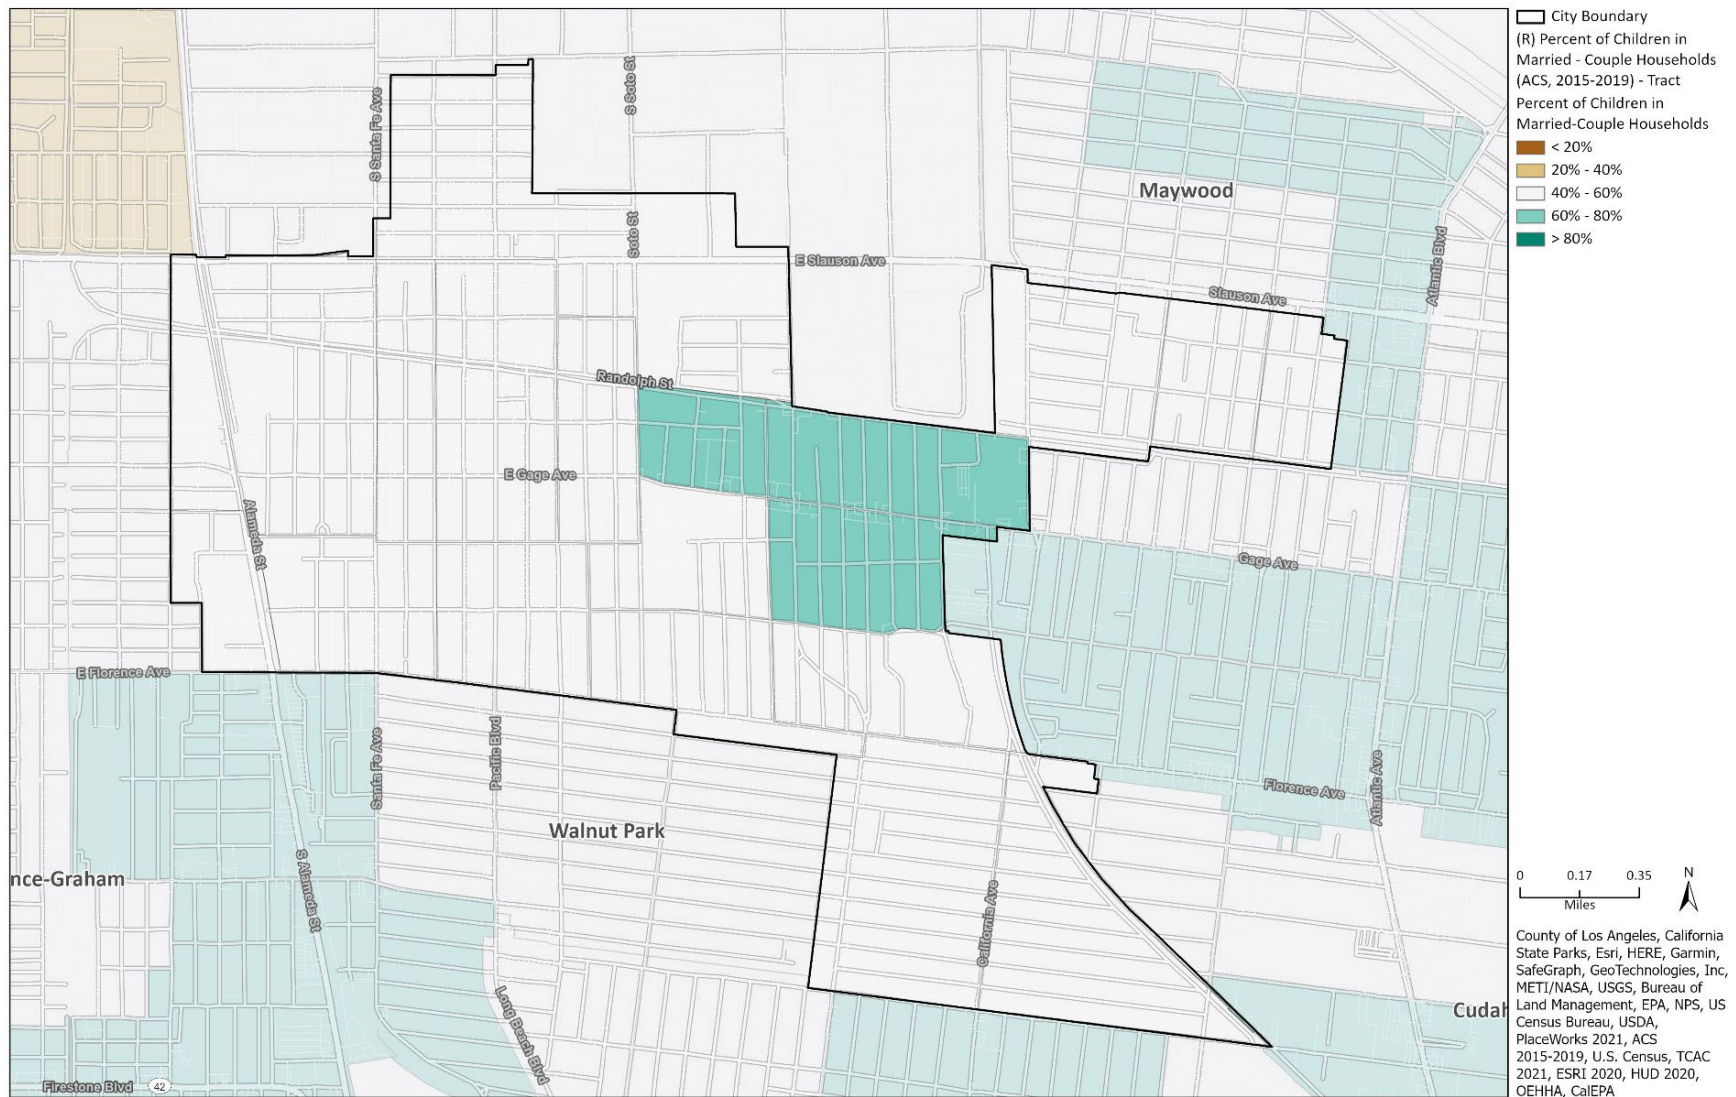 City Boundary
(R) Percent of Children in
Married - Couple Households
(ACS, 2015-2019) - Tract
Percent of Children in
Married-Couple Households
< 20%
20% - 40%
40% - 60%
60% - 80%
> 80%
S Santa Fe Ave
S Soto St
Maywood
Soto St
E Slauson Ave
Slauson Ave
Atlantic Blvd
Randolph St
E Gage Ave
Alameda St
Gage Ave
E Florence Ave
Santa Fe Ave
Pacific Blvd
Florence Ave
Atlantic Ave
Walnut Park
nce-Graham
S Alameda St
California Ave
Long Beach Blvd
Cudah
Firestone Blvd
42
0 0.17 0.35
Miles
N
County of Los Angeles, California
State Parks, Esri, HERE, Garmin,
SafeGraph, GeoTechnologies, Inc,
METI/NASA, USGS, Bureau of
Land Management, EPA, NPS, US
Census Bureau, USDA,
PlaceWorks 2021, ACS
2015-2019, U.S. Census, TCAC
2021, ESRI 2020, HUD 2020,
OEHHA, CalEPA